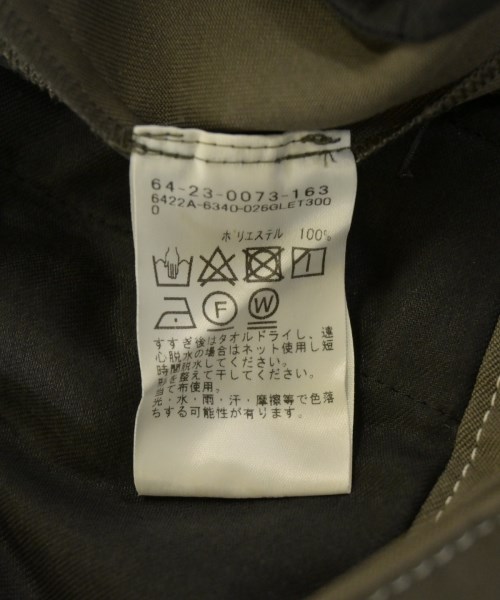 64-23-0073-163
6422A-6340-026GLET300
0
ポリエステル 100%
F W
すすぎ後はタオルドライし、遠
心脱水の場合はネット使用し短
時間脱水してください。
形を整えて干してください。
当て布使用。
光・水・雨・汗・摩擦等で色落
ちする可能性が有ります。